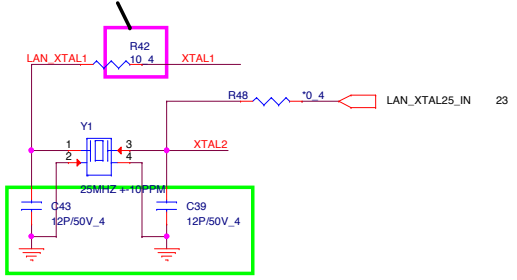 R42
LAN_XTAL1 10_4 XTAL1
R48 *0_4 LAN_XTAL25_IN 23
Y1
1 3 XTAL2
2 4
25MHZ +-10PPM
C43 C39
12P/50V_4 12P/50V_4